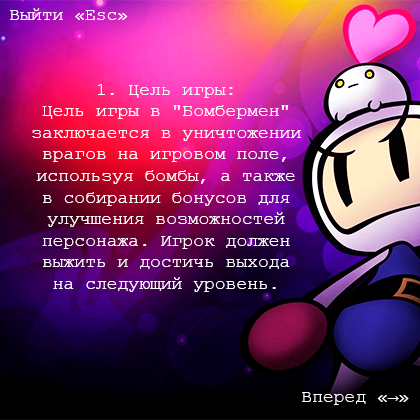 Выйти «Esc»
1. Цель игры:
Цель игры в "Бомбермен"
заключается в уничтожении
врагов на игровом поле,
используя бомбы, а также
в собирании бонусов для
улучшения возможностей
персонажа. Игрок должен
выжить и достичь выхода
на следующий уровень.
Вперед «→»